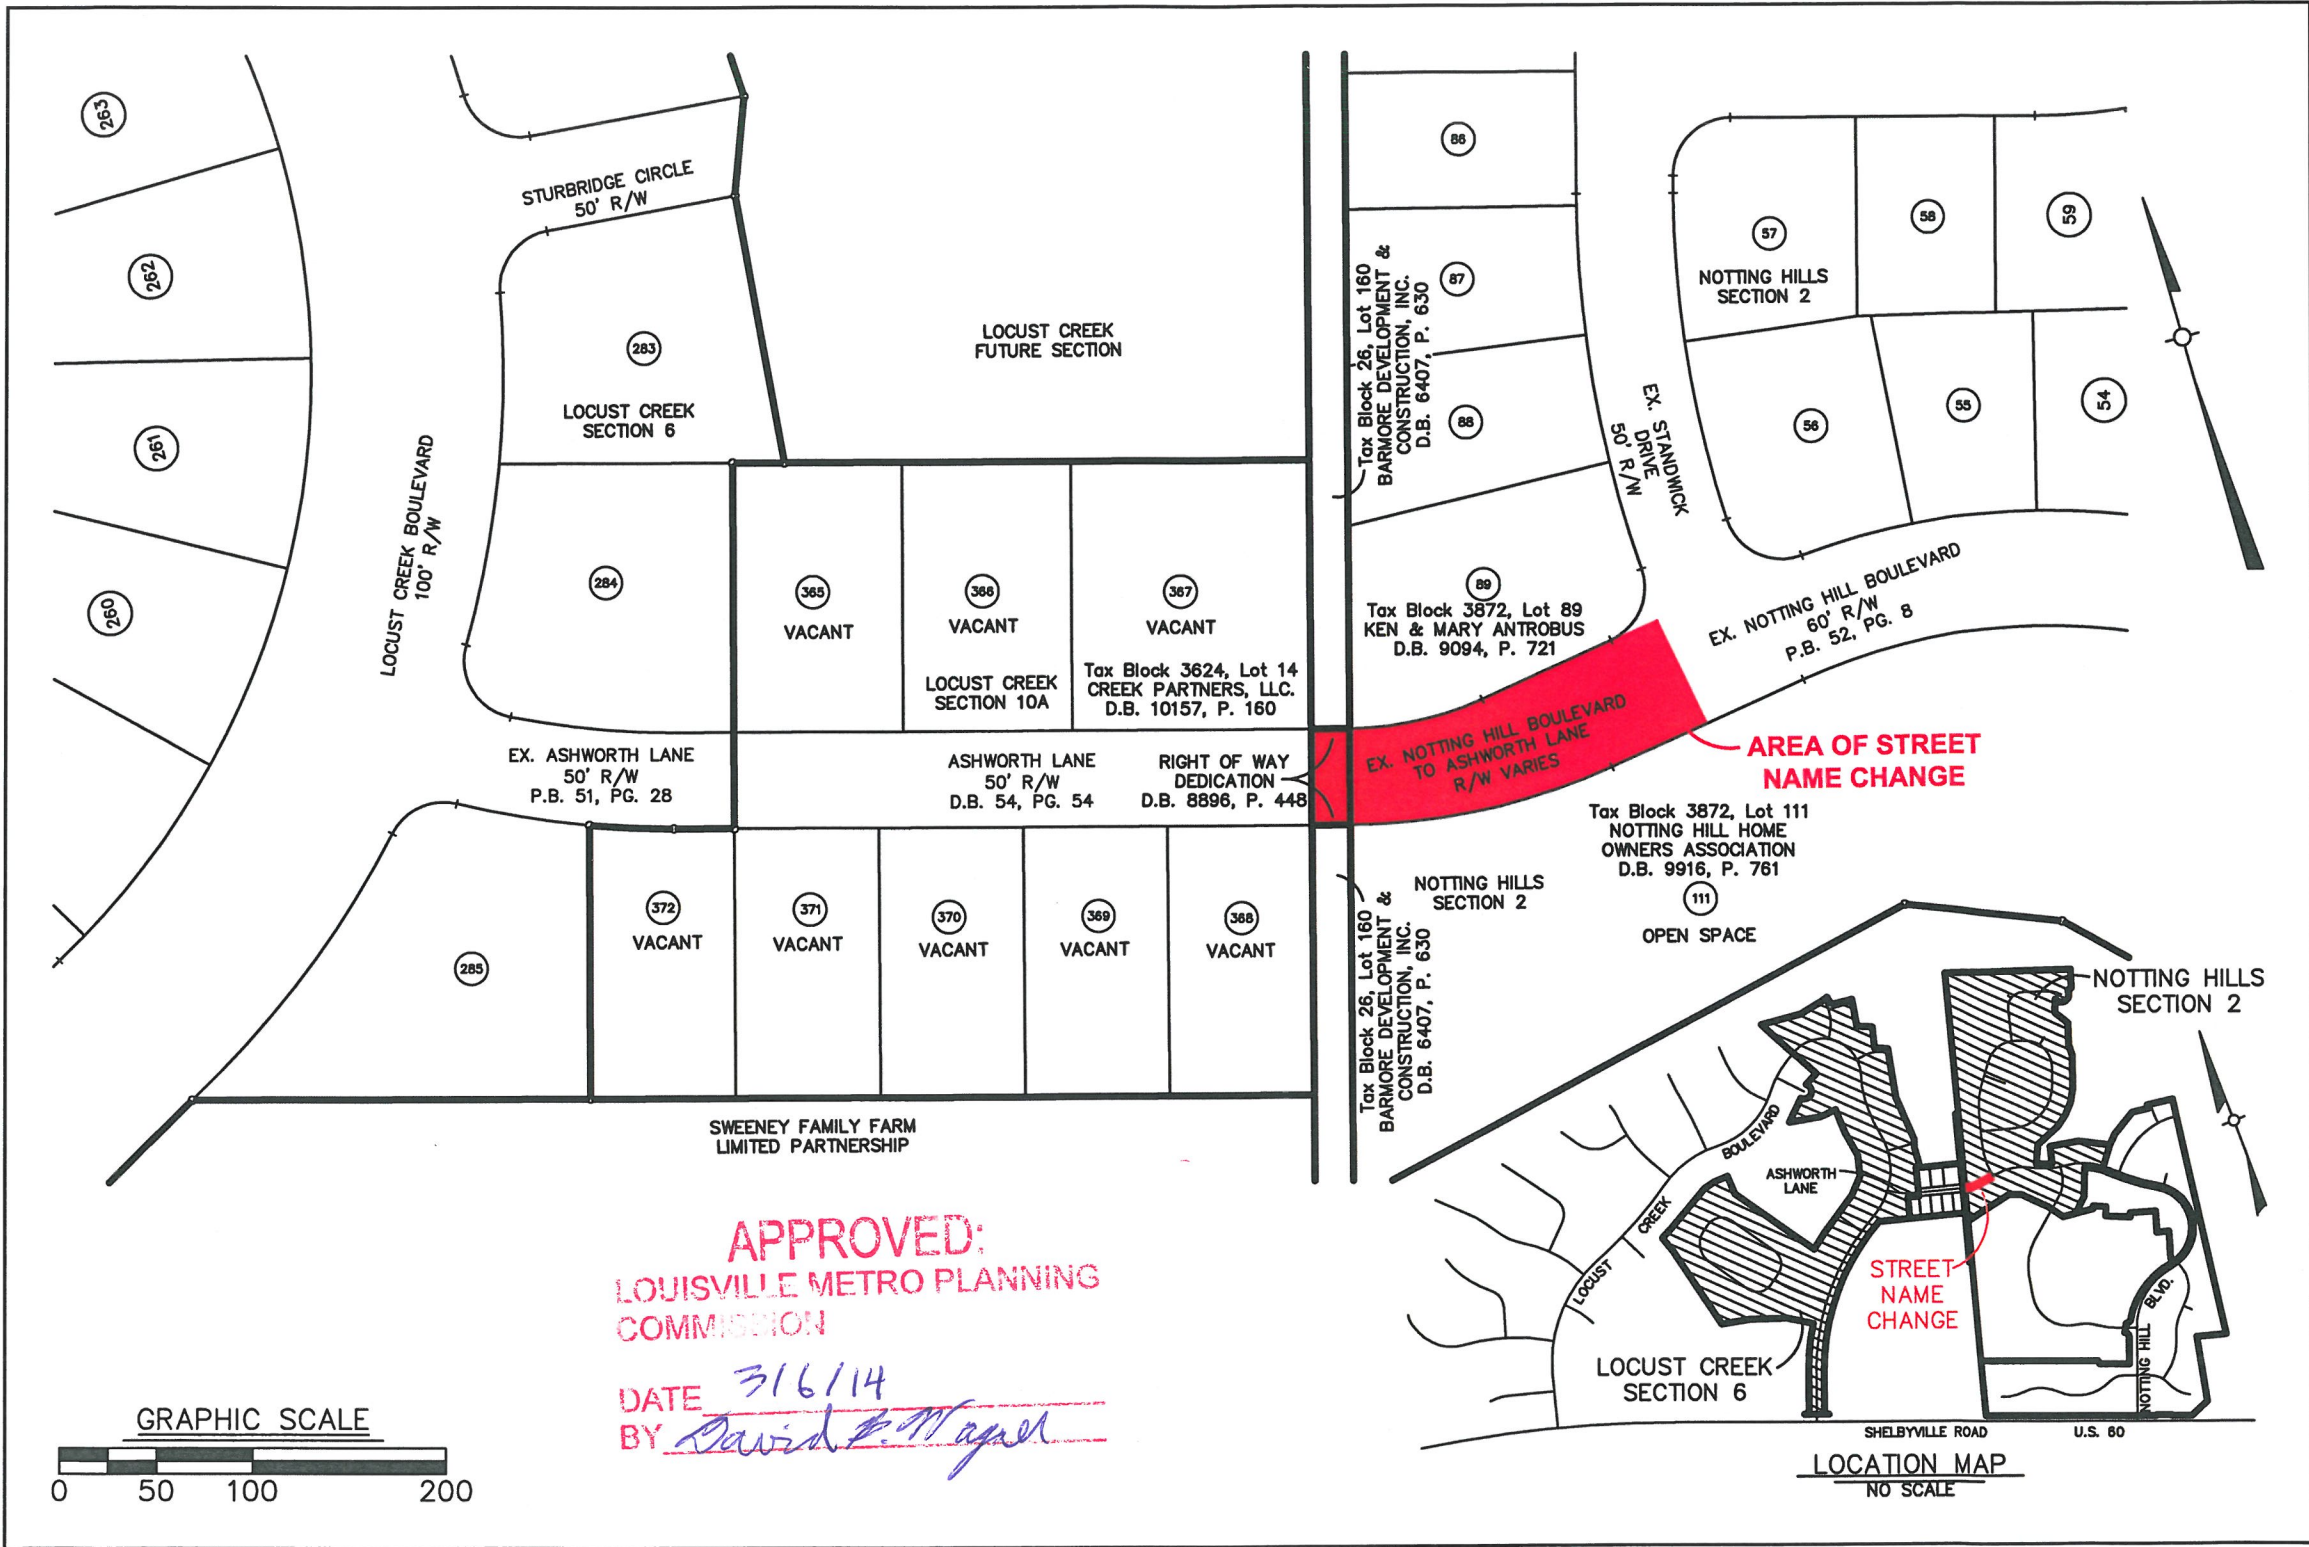 263
262
261
260
STURBRIDGE CIRCLE
50' R/W
283
LOCUST CREEK
SECTION 6
LOCUST CREEK BOULEVARD
100' R/W
284
LOCUST CREEK
FUTURE SECTION
365
VACANT
366
VACANT
LOCUST CREEK
SECTION 10A
367
VACANT
Tax Block 3624, Lot 14
CREEK PARTNERS, LLC.
D.B. 10157, P. 160
EX. ASHWORTH LANE
50' R/W
P.B. 51, PG. 28
ASHWORTH LANE
50' R/W
D.B. 54, PG. 54
RIGHT OF WAY
DEDICATION
D.B. 8896, P. 448
285
372
VACANT
371
VACANT
370
VACANT
369
VACANT
368
VACANT
SWEENEY FAMILY FARM
LIMITED PARTNERSHIP
Tax Block 26, Lot 160
BARMORE DEVELOPMENT &
CONSTRUCTION, INC.
D.B. 6407, P. 630
86
87
88
89
Tax Block 3872, Lot 89
KEN & MARY ANTROBUS
D.B. 9094, P. 721
EX. STANDWICK
DRIVE
50' R/W
57
NOTTING HILLS
SECTION 2
58
59
56
55
54
EX. NOTTING HILL BOULEVARD
60' R/W
P.B. 52, PG. 8
EX. NOTTING HILL BOULEVARD
TO ASHWORTH LANE
R/W VARIES
AREA OF STREET
NAME CHANGE
Tax Block 3872, Lot 111
NOTTING HILL HOME
OWNERS ASSOCIATION
D.B. 9916, P. 761
111
OPEN SPACE
NOTTING HILLS
SECTION 2
Tax Block 26, Lot 160
BARMORE DEVELOPMENT &
CONSTRUCTION, INC.
D.B. 6407, P. 630
NOTTING HILLS
SECTION 2
BOULEVARD
CREEK
LOCUST
ASHWORTH
LANE
STREET
NAME
CHANGE
LOCUST CREEK
SECTION 6
NOTTING HILL
BLVD.
SHELBYVILLE ROAD
U.S. 60
LOCATION MAP
NO SCALE
APPROVED:
LOUISVILLE METRO PLANNING
COMMISSION
DATE 3/6/14
BY David B. Wagner
GRAPHIC SCALE
0 50 100 200